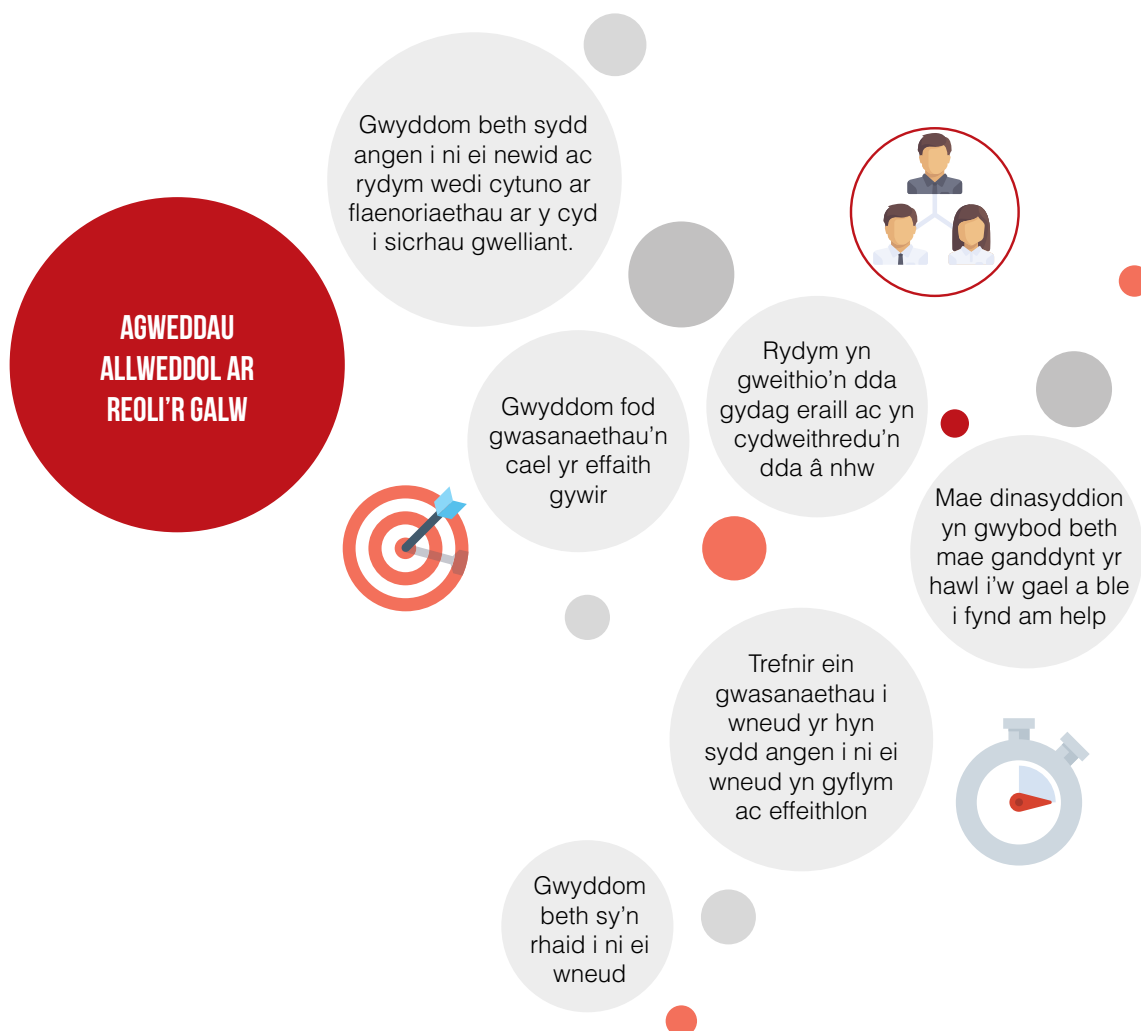 AGWEDDAU
ALLWEDDOL AR
REOLI'R GALW
Gwyddom beth sydd
angen i ni ei newid ac
rydym wedi cytuno ar
flaenoriaethau ar y cyd
i sicrhau gwelliant.
Gwyddom fod
gwasanaethau'n
cael yr effaith
gywir
Rydym yn
gweithio'n dda
gydag eraill ac yn
cydweithredu'n
dda â nhw
Mae dinasyddion
yn gwybod beth
mae ganddynt yr
hawl i'w gael a ble
i fynd am help
Trefnir ein
gwasanaethau i
wneud yr hyn
sydd angen i ni ei
wneud yn gyflym
ac effeithlon
Gwyddom
beth sy'n
rhaid i ni ei
wneud